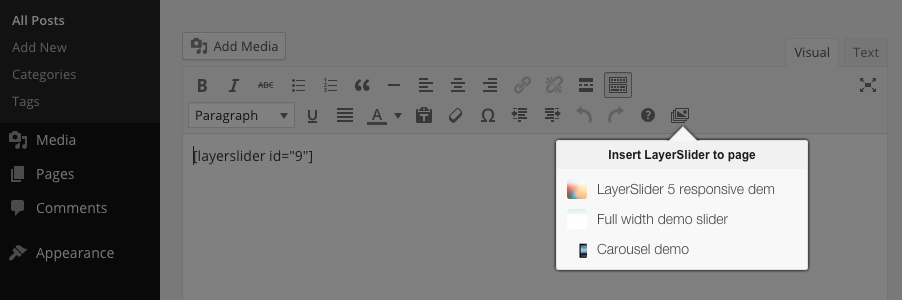 All Posts
Add New
Categories
Tags
Media
Pages
Comments
Appearance
Add Media
Visual Text
B I ABC
Paragraph U A Ω ?
[layerslider id="9"]
Insert LayerSlider to page
LayerSlider 5 responsive dem
Full width demo slider
Carousel demo